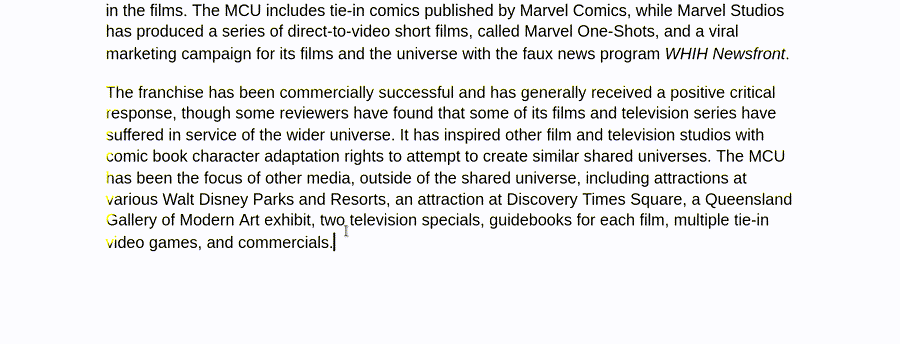 in the films. The MCU includes tie-in comics published by Marvel Comics, while Marvel Studios
has produced a series of direct-to-video short films, called Marvel One-Shots, and a viral
marketing campaign for its films and the universe with the faux news program WHIH Newsfront.
The franchise has been commercially successful and has generally received a positive critical
response, though some reviewers have found that some of its films and television series have
suffered in service of the wider universe. It has inspired other film and television studios with
comic book character adaptation rights to attempt to create similar shared universes. The MCU
has been the focus of other media, outside of the shared universe, including attractions at
various Walt Disney Parks and Resorts, an attraction at Discovery Times Square, a Queensland
Gallery of Modern Art exhibit, two television specials, guidebooks for each film, multiple tie-in
video games, and commercials.